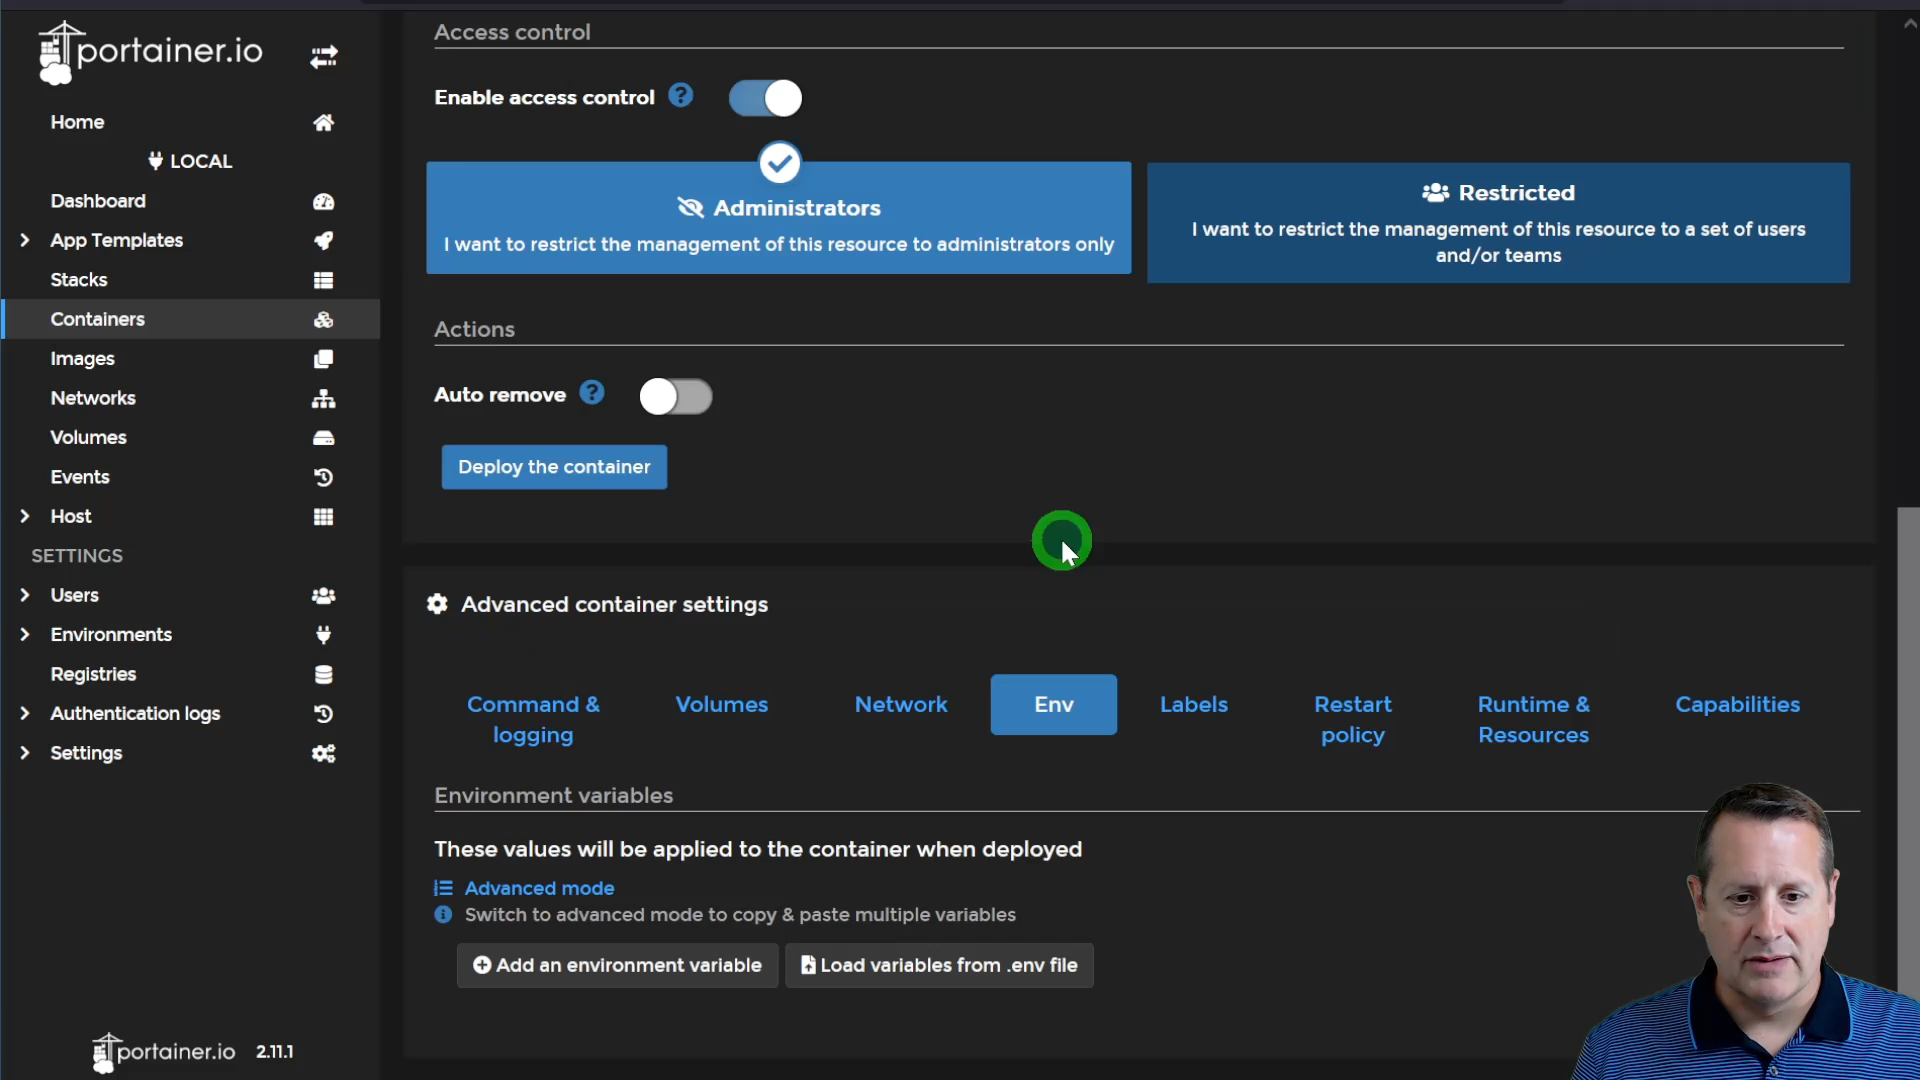 portainer.io
Home
LOCAL
Dashboard
App Templates
Stacks
Containers
Images
Networks
Volumes
Events
Host
SETTINGS
Users
Environments
Registries
Authentication logs
Settings
portainer.io 2.11.1
Access control
Enable access control
Administrators
I want to restrict the management of this resource to administrators only
Restricted
I want to restrict the management of this resource to a set of users
and/or teams
Actions
Auto remove
Deploy the container
Advanced container settings
Command &
logging
Volumes
Network
Env
Labels
Restart
policy
Runtime &
Resources
Capabilities
Environment variables
These values will be applied to the container when deployed
Advanced mode
Switch to advanced mode to copy & paste multiple variables
Add an environment variable
Load variables from .env file